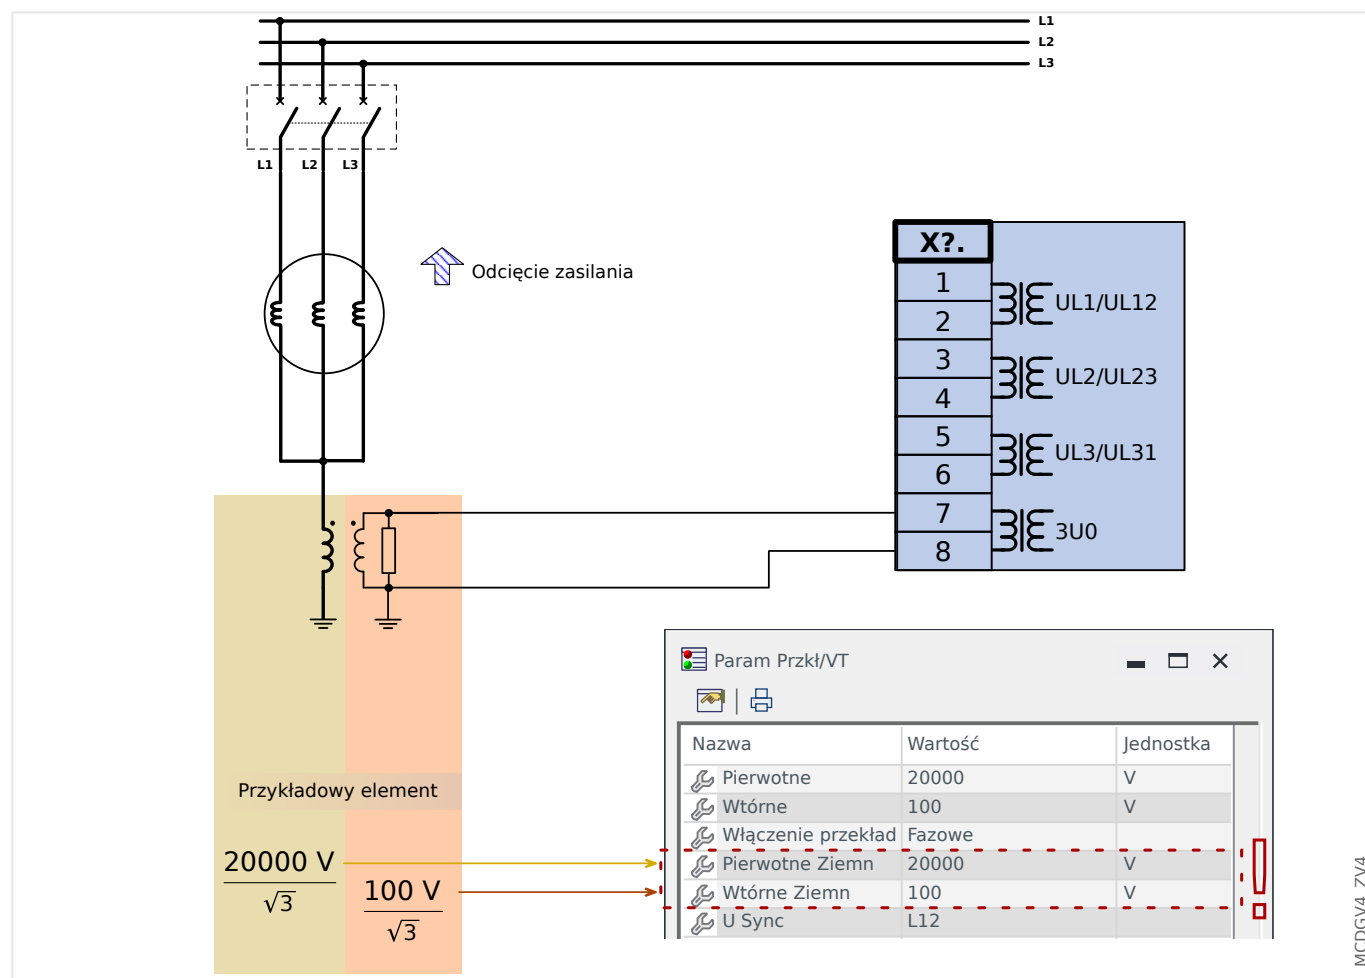 L1
L2
L3
L1 L2 L3
Odcięcie zasilania
X?.
1
2
UL1/UL12
3
4
UL2/UL23
5
6
UL3/UL31
7
8
3U0
Param Przkł/VT
Nazwa Wartość Jednostka
Pierwotne 20000 V
Wtórne 100 V
Włączenie przekład Fazowe
Pierwotne Ziemn 20000 V
Wtórne Ziemn 100 V
U Sync L12
Przykładowy element
20000 V
√3
100 V
√3
MCDGV4_ZV4